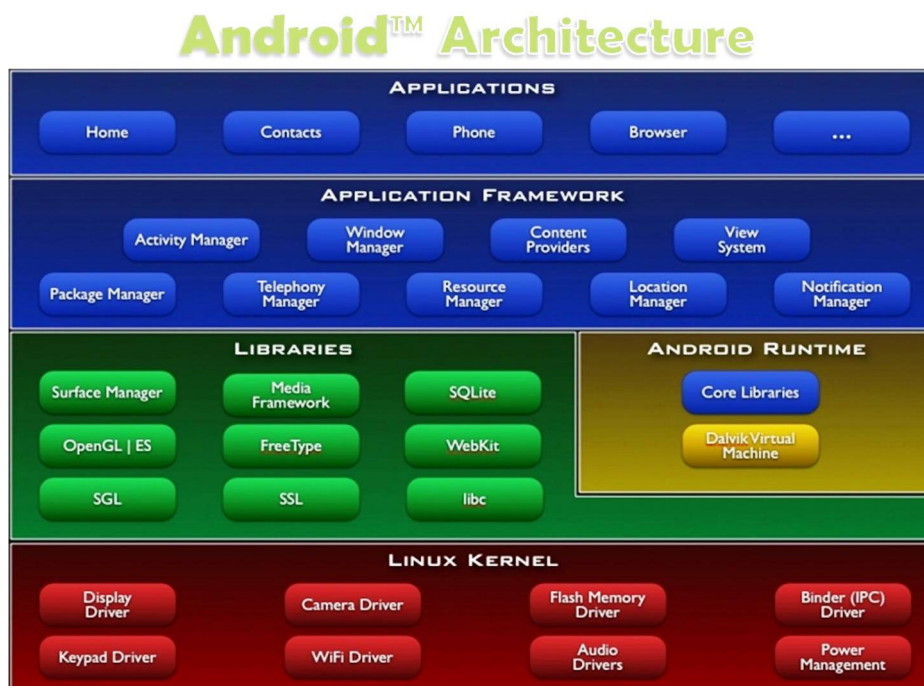 Android™ Architecture
APPLICATIONS
Home
Contacts
Phone
Browser
...
APPLICATION FRAMEWORK
Activity Manager
Window
Manager
Content
Providers
View
System
Package Manager
Telephony
Manager
Resource
Manager
Location
Manager
Notification
Manager
LIBRARIES
Surface Manager
Media
Framework
SQLite
OpenGL | ES
FreeType
WebKit
SGL
SSL
libc
ANDROID RUNTIME
Core Libraries
Dalvik Virtual
Machine
LINUX KERNEL
Display
Driver
Camera Driver
Flash Memory
Driver
Binder (IPC)
Driver
Keypad Driver
WiFi Driver
Audio
Drivers
Power
Management